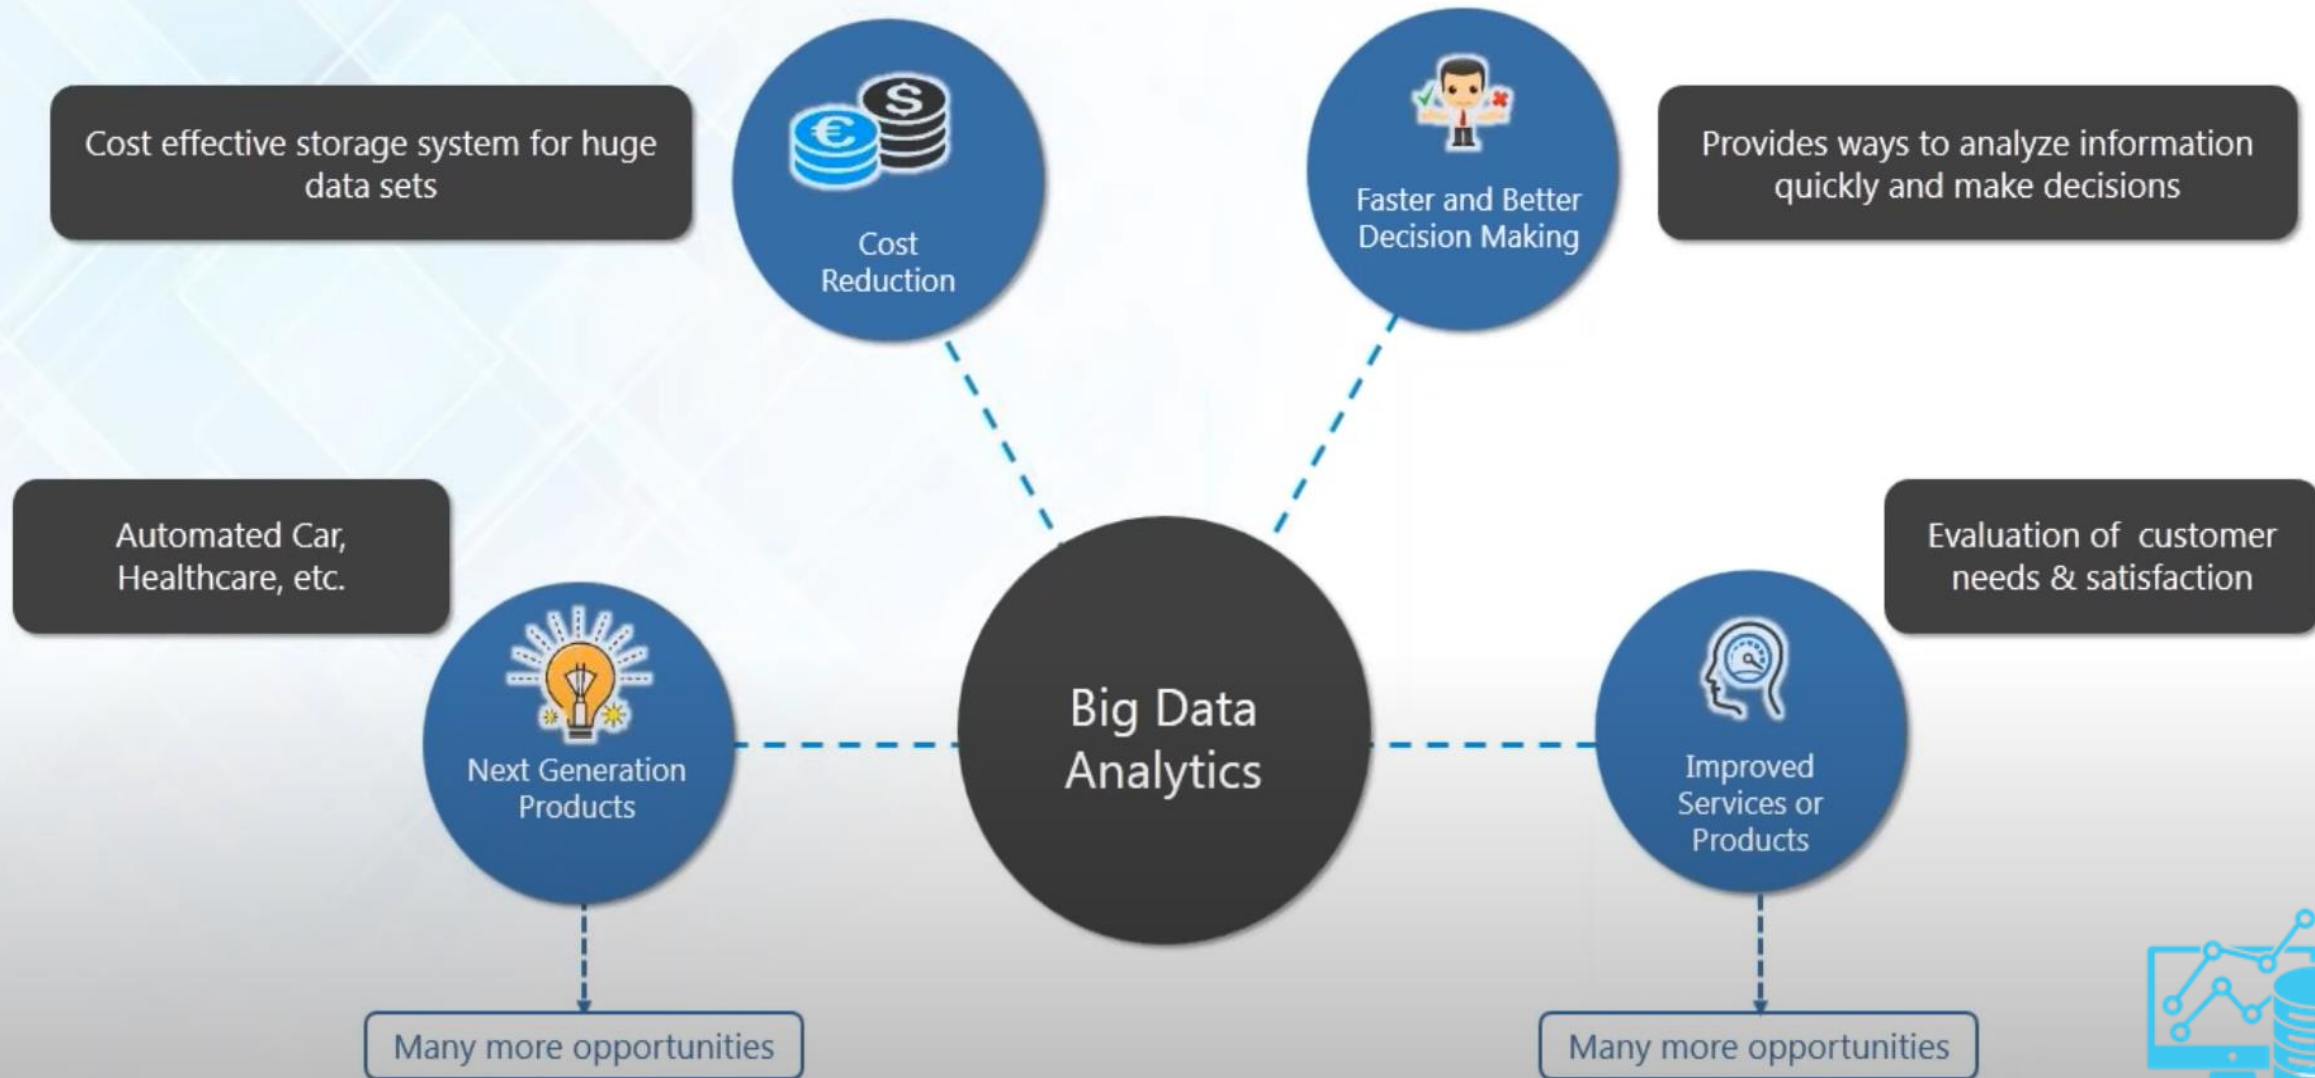 Cost effective storage system for huge
data sets
€
$
Cost
Reduction
Faster and Better
Decision Making
Provides ways to analyze information
quickly and make decisions
Automated Car,
Healthcare, etc.
Next Generation
Products
Big Data
Analytics
Evaluation of customer
needs & satisfaction
Improved
Services or
Products
Many more opportunities
Many more opportunities